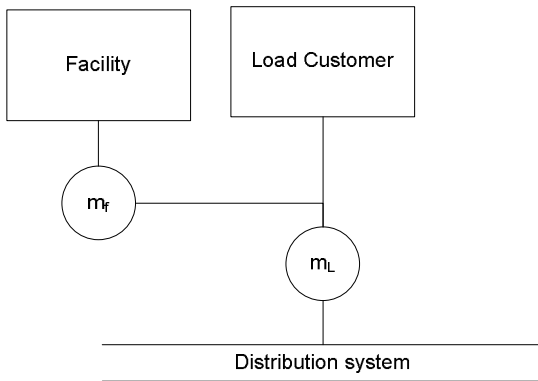 Facility
Load Customer
mf
mL
Distribution system